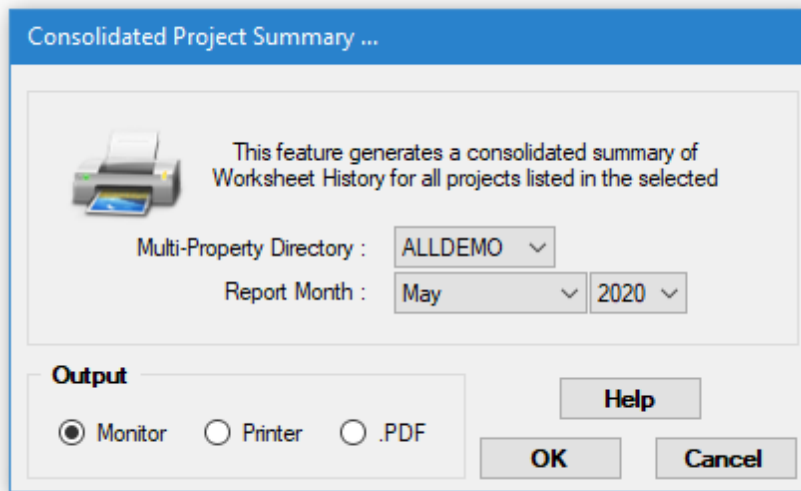 Consolidated Project Summary ...
This feature generates a consolidated summary of
Worksheet History for all projects listed in the selected
Multi-Property Directory : ALLDEMO
Report Month : May 2020
Output
Monitor Printer .PDF
Help
OK Cancel